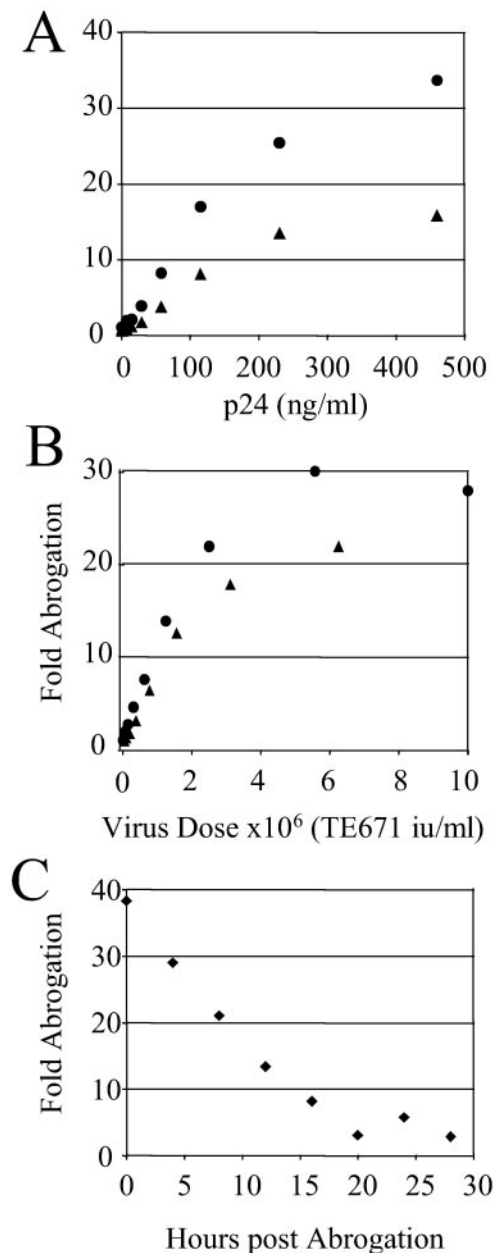 A
40
30
20
10
0
0 100 200 300 400 500
p24 (ng/ml)
B
Fold Abrogation
30
20
10
0
0 2 4 6 8 10
Virus Dose x10⁶ (TE671 iu/ml)
C
Fold Abrogation
40
30
20
10
0
0 5 10 15 20 25 30
Hours post Abrogation